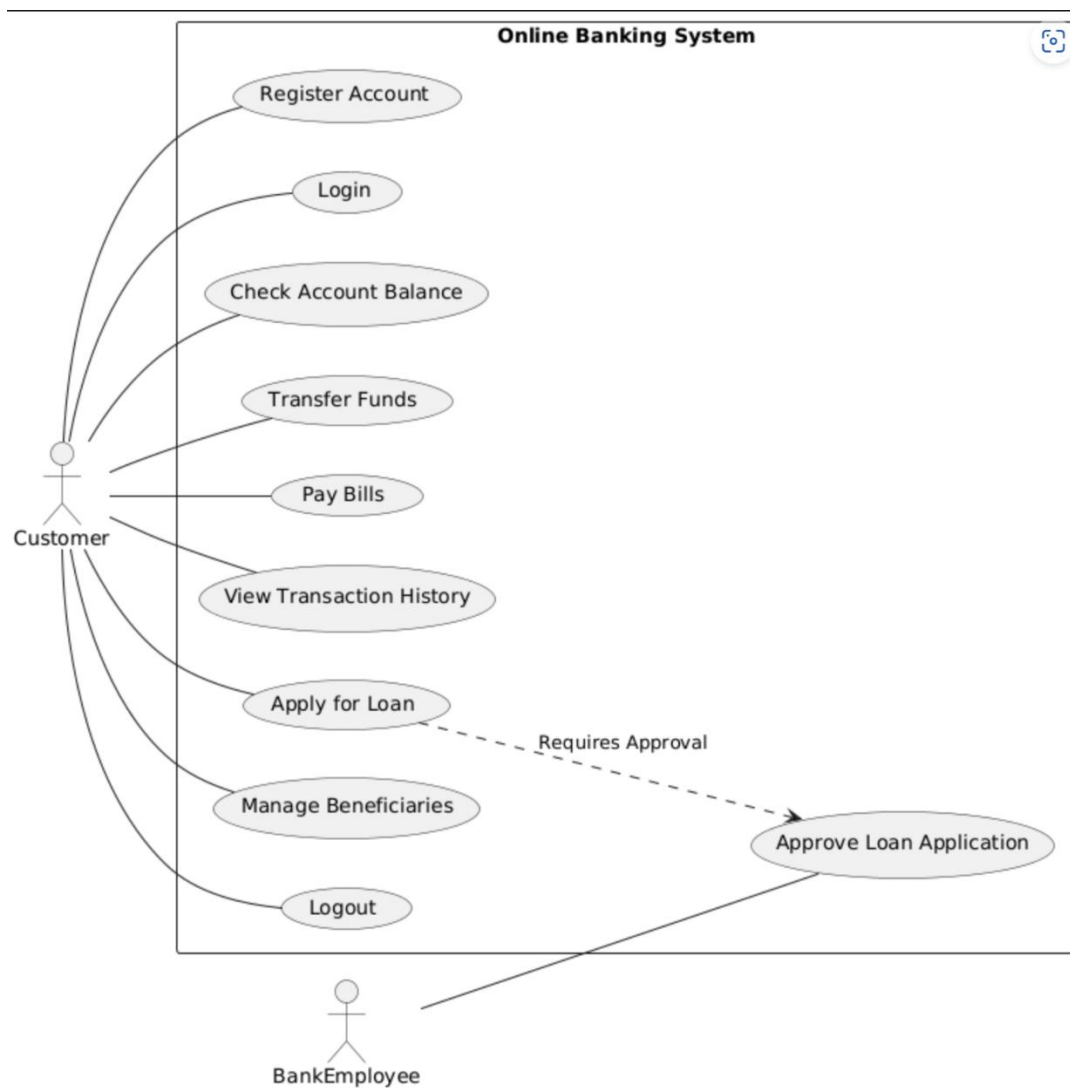 Online Banking System
Register Account
Login
Check Account Balance
Transfer Funds
Pay Bills
Customer
View Transaction History
Apply for Loan
Requires Approval
Manage Beneficiaries
Approve Loan Application
Logout
BankEmployee